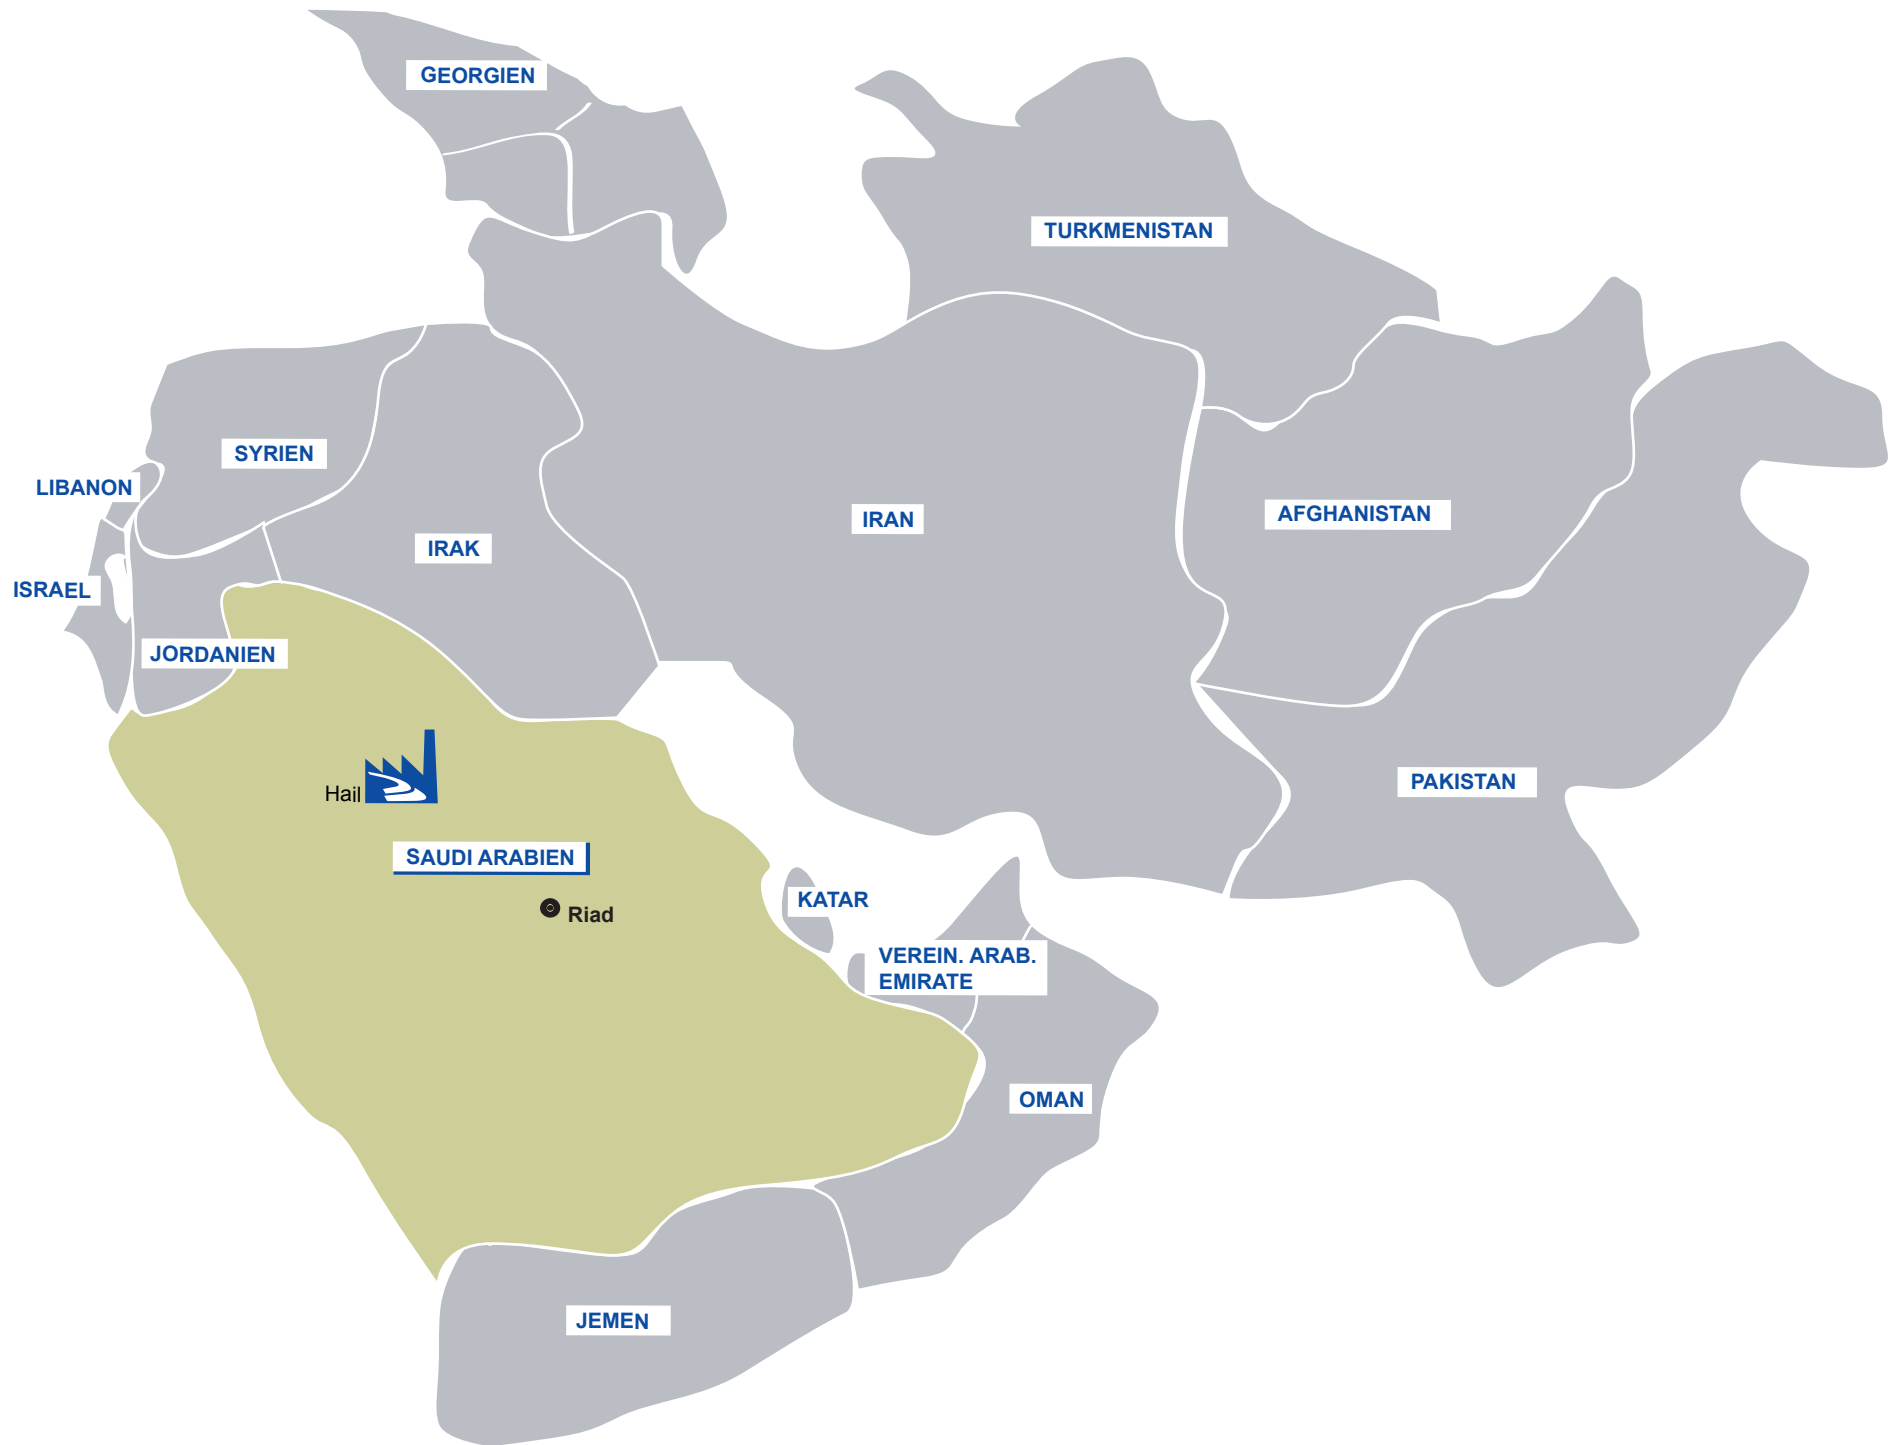 GEORGIEN
TURKMENISTAN
SYRIEN
LIBANON
IRAN
AFGHANISTAN
IRAK
ISRAEL
JORDANIEN
PAKISTAN
Hail
SAUDI ARABIEN
KATAR
Riad
VEREIN. ARAB.
EMIRATE
OMAN
JEMEN